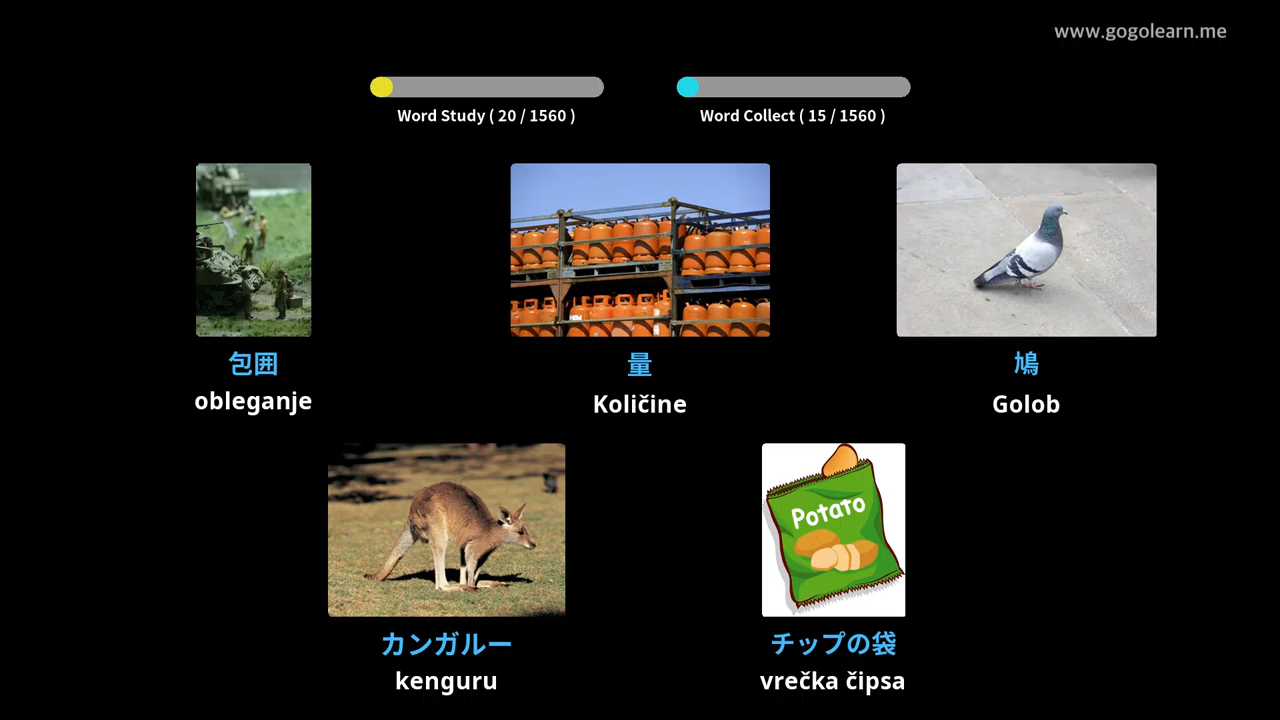 www.gogolearn.me
Word Study ( 20 / 1560 )
Word Collect ( 15 / 1560 )
包囲
obleganje
量
Količine
鳩
Golob
Potato
カンガルー
kenguru
チップの袋
vrečka čipsa